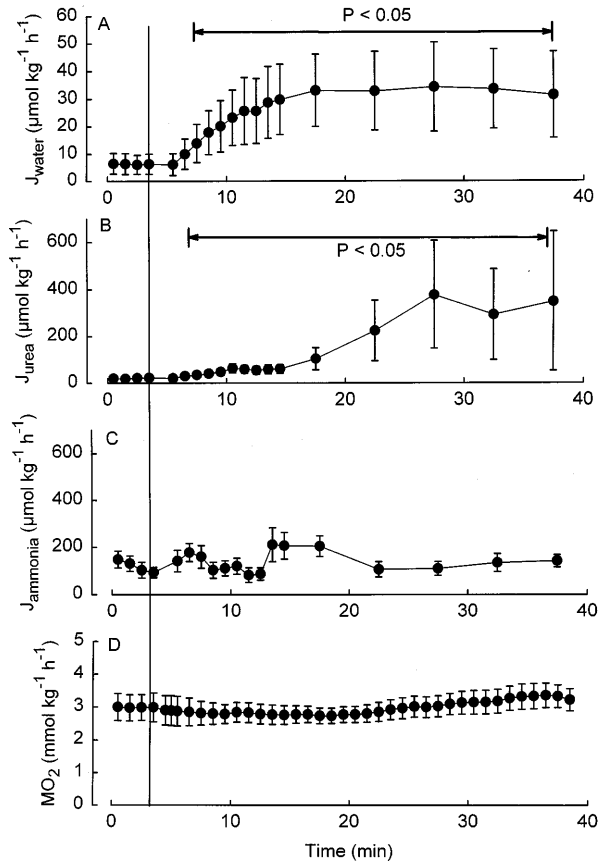 A
P < 0.05
J water (µmol kg⁻¹ h⁻¹)
60
50
40
30
20
10
0
0 10 20 30 40
B
P < 0.05
J urea (µmol kg⁻¹ h⁻¹)
600
400
200
0
0 10 20 30 40
C
J ammonia (µmol kg⁻¹ h⁻¹)
600
400
200
0
0 10 20 30 40
D
MO₂ (mmol kg⁻¹ h⁻¹)
5
4
3
2
1
0
0 10 20 30 40
Time (min)